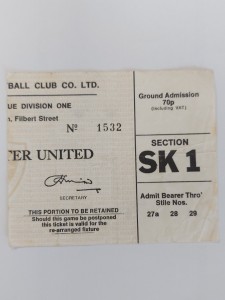 BALL CLUB CO. LTD.
UE DIVISION ONE
, Filbert Street
No 1532
TER UNITED
SECRETARY
THIS PORTION TO BE RETAINED
Should this game be postponed
this ticket is valid for the
re-arranged fixture
Ground Admission
70p
(including VAT)
SECTION
SK 1
Admit Bearer Thro'
Stile Nos.
27a 28 29